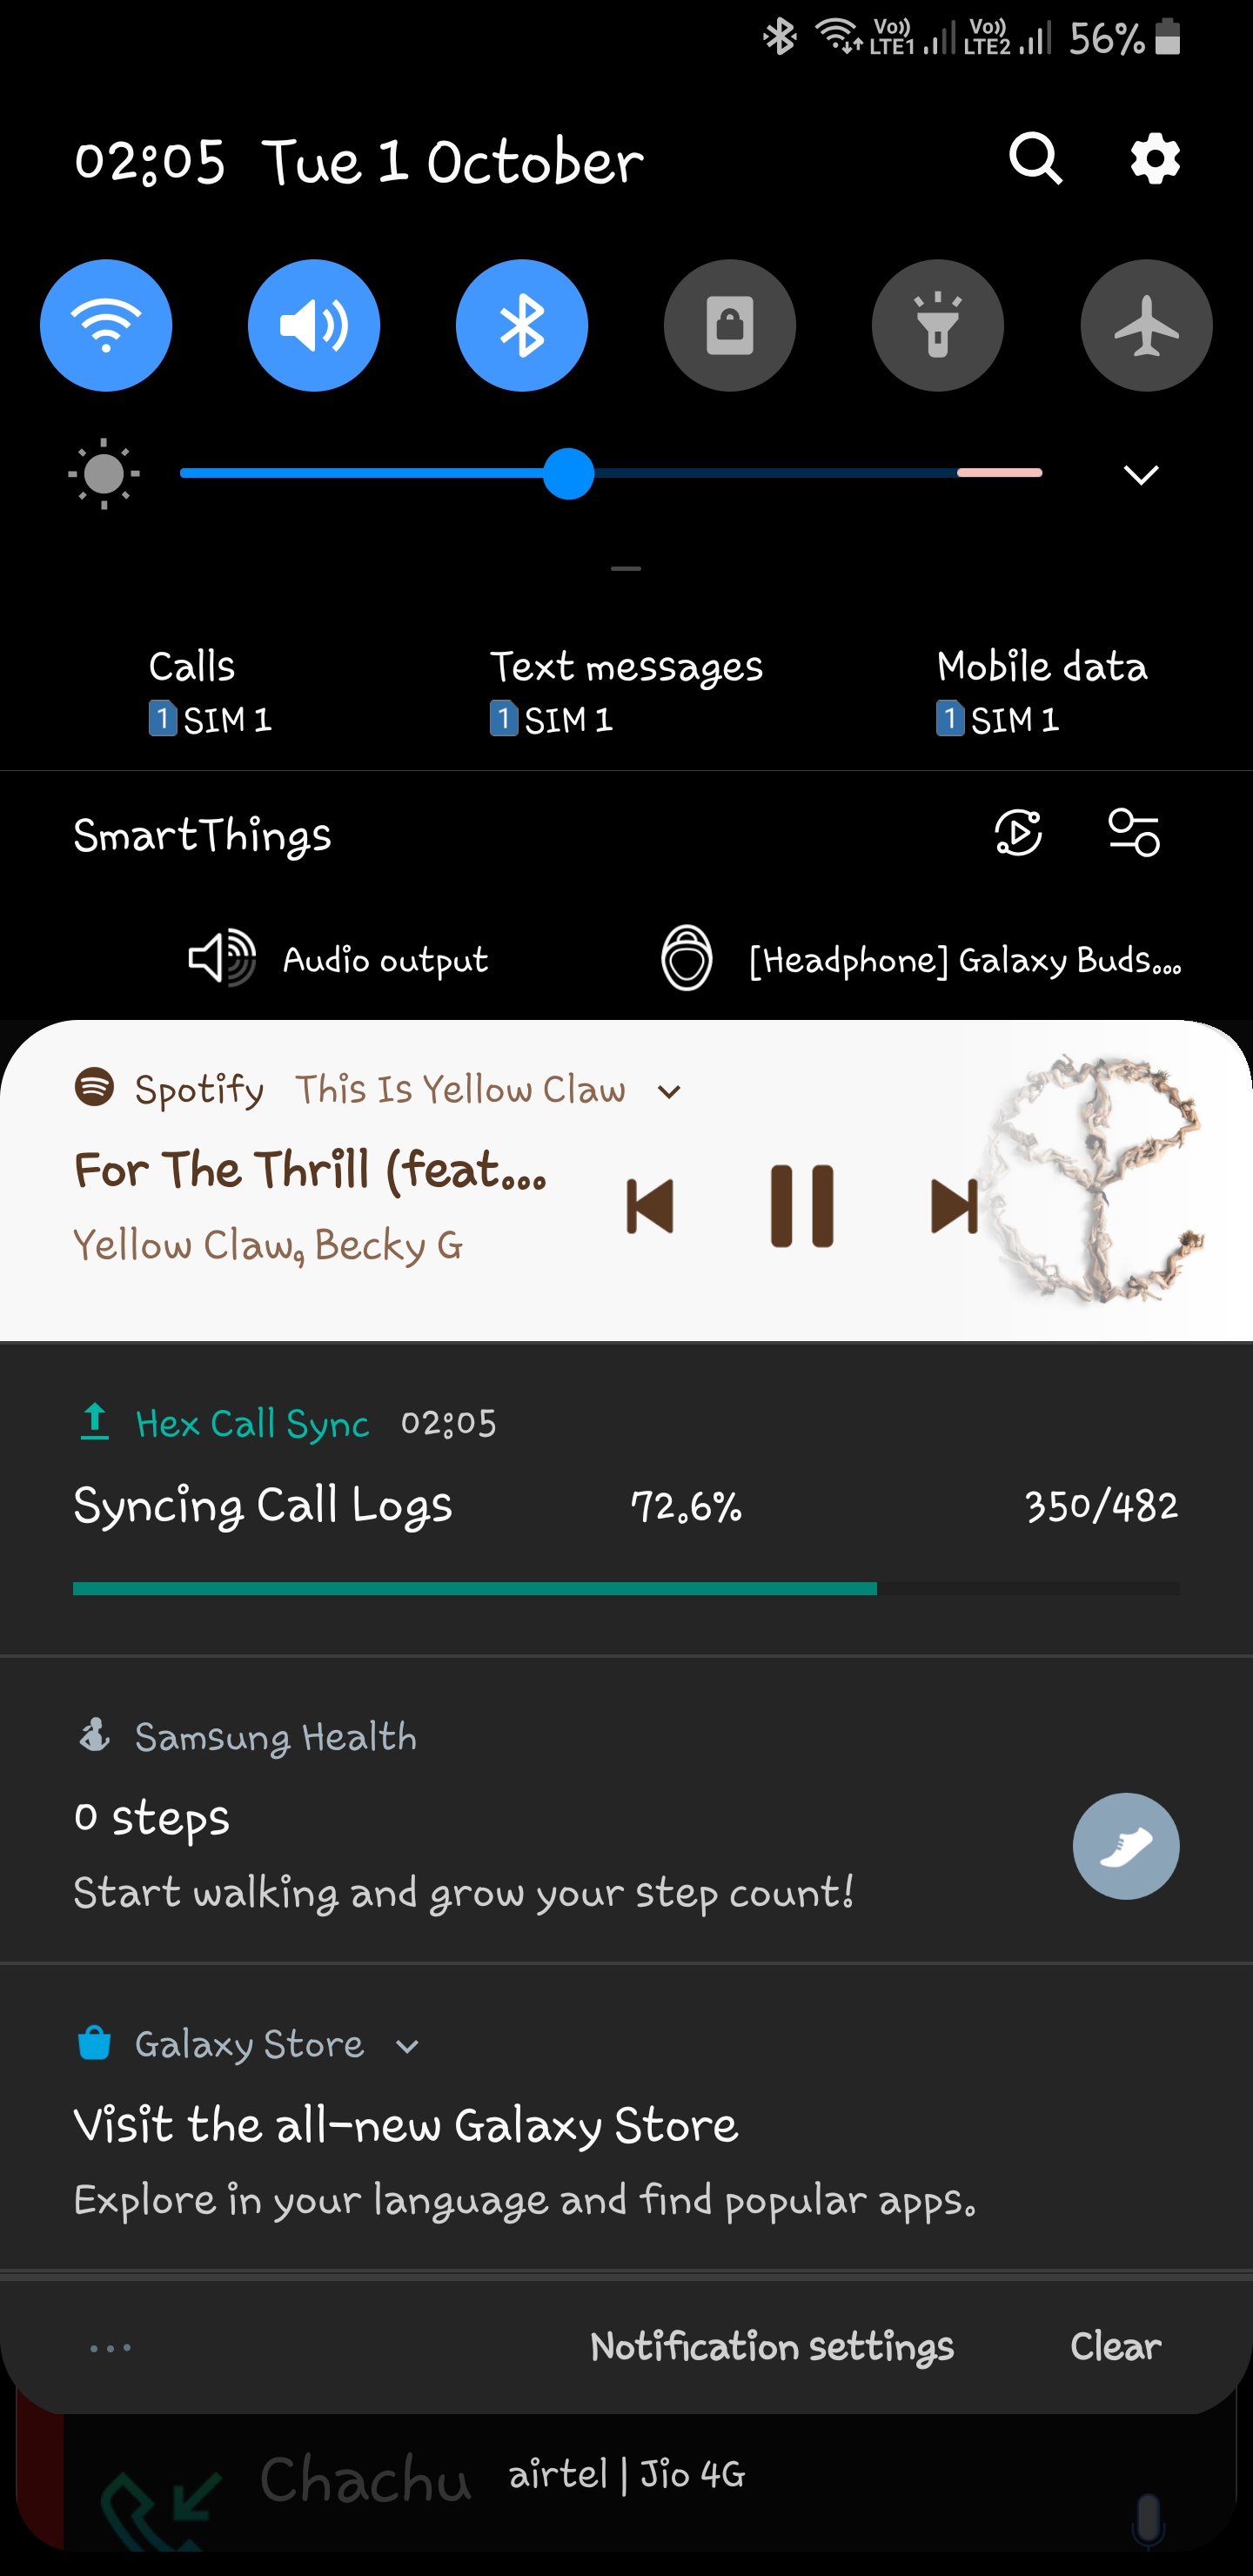 Vo)) LTE1 Vo)) LTE2 56%
02:05 Tue 1 October
Calls Text messages Mobile data
1 SIM 1 1 SIM 1 1 SIM 1
SmartThings
Audio output [Headphone] Galaxy Buds...
Spotify This Is Yellow Claw
For The Thrill (feat...
Yellow Claw, Becky G
Hex Call Sync 02:05
Syncing Call Logs 72.6% 350/482
Samsung Health
0 steps
Start walking and grow your step count!
Galaxy Store
Visit the all-new Galaxy Store
Explore in your language and find popular apps.
Notification settings Clear
Chachu airtel | Jio 4G